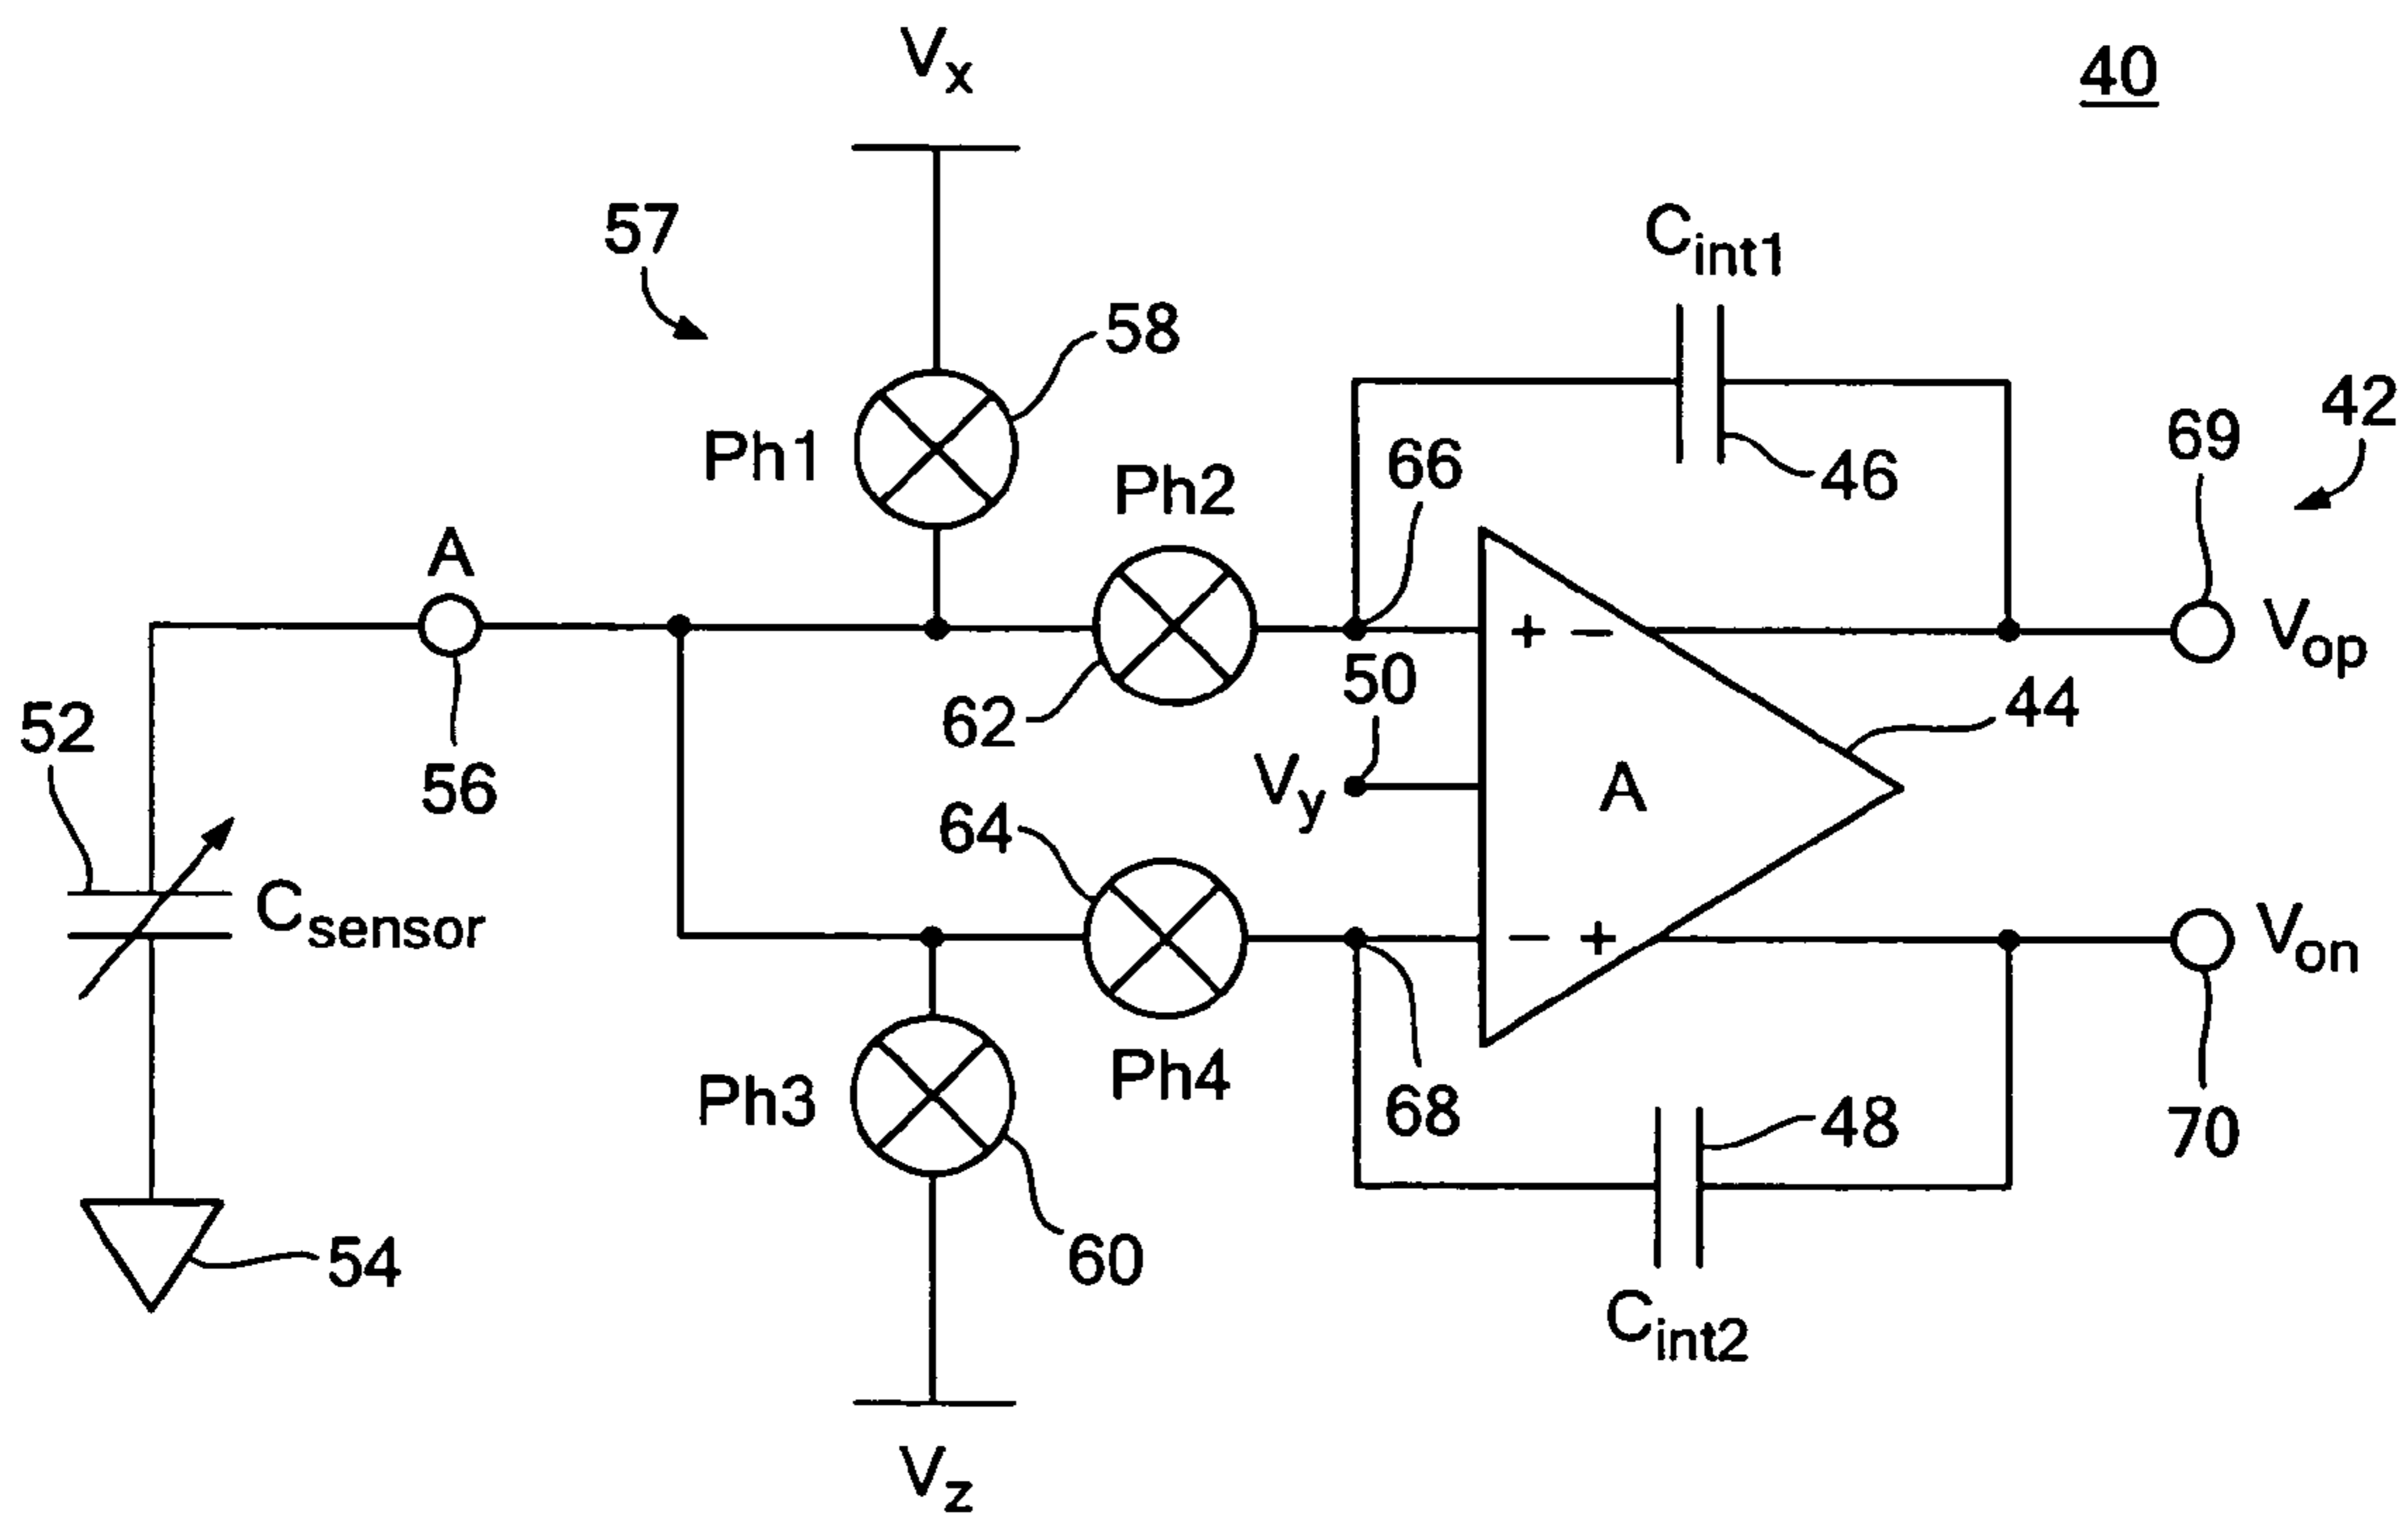 Vx
40
57
58
Cint1
Ph1
Ph2
66
46
69
42
A
Vop
50
62
44
52
56
Vy
64
A
Csensor
+ −
− +
Von
Ph3
Ph4
68
48
70
60
54
Cint2
Vz